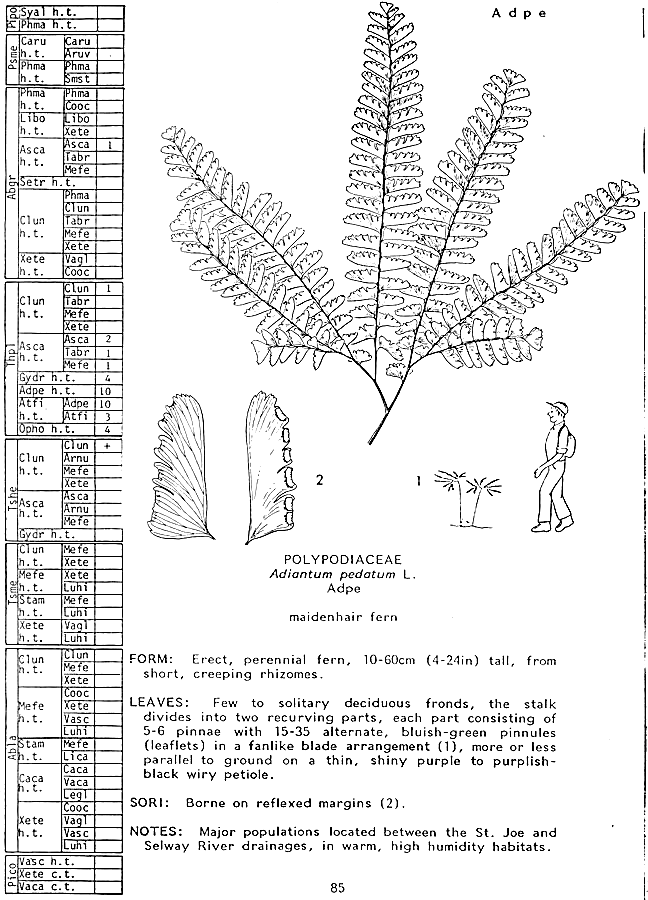 Adpe
Pipo
Syal h.t.
Phma h.t.
Psme
Caru Caru
h.t. Aruv
Phma Phma
h.t. Smst
Abgr
Phma Phma
h.t. Cooc
Libo Libo
h.t. Xete
Asca Asca 1
h.t. Tabr
Mefe
Setr h.t.
Phma
Clun
Clun Tabr
h.t. Mefe
Xete
Xete Vagl
h.t. Cooc
Thpl
Clun Clun 1
h.t. Tabr
Mefe
Xete
Asca Asca 2
h.t. Tabr 1
Mefe 1
Gydr h.t. 4
Adpe h.t. 10
Atfi Adpe 10
h.t. Atfi 3
Opho h.t. 4
Tshe
Clun Clun +
h.t. Arnu
Mefe
Xete
Asca Asca
h.t. Arnu
Mefe
Gydr h.t.
Tsme
Clun Mefe
h.t. Xete
Mefe Xete
h.t. Luhi
Stam Mefe
h.t. Luhi
Xete Vagl
h.t. Luhi
Abla
Clun Clun
h.t. Mefe
Xete
Cooc
Mefe Xete
h.t. Vasc
Luhi
Stam Mefe
h.t. Lica
Caca Caca
h.t. Vaca
Legl
Cooc
Xete Vagl
h.t. Vasc
Luhi
Pico
Vasc h.t.
Xete c.t.
Vaca c.t.
2
1
POLYPODIACEAE
Adiantum pedatum L.
Adpe
maidenhair fern
FORM: Erect, perennial fern, 10-60cm (4-24in) tall, from
short, creeping rhizomes.
LEAVES: Few to solitary deciduous fronds, the stalk
divides into two recurving parts, each part consisting of
5-6 pinnae with 15-35 alternate, bluish-green pinnules
(leaflets) in a fanlike blade arrangement (1), more or less
parallel to ground on a thin, shiny purple to purplish-
black wiry petiole.
SORI: Borne on reflexed margins (2).
NOTES: Major populations located between the St. Joe and
Selway River drainages, in warm, high humidity habitats.
85